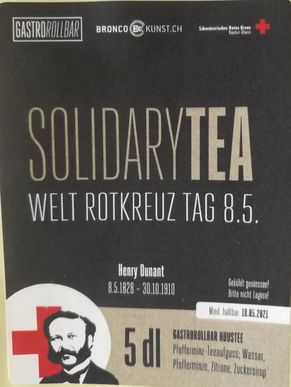 GASTROROLLBAR
BRONCO KUNST.CH
Schweizerisches Rotes Kreuz
SOLIDARYTEA
WELT ROTKREUZ TAG 8.5.
Henry Dunant
8.5.1828 – 30.10.1910
Gekühlt geniessen!
Bitte nicht Lagern!
Mind. haltbar: 10.05.2021
5 dl
GASTROROLLBAR HUUSTEE
Pfefferminz-Teeaufguss; Wasser,
Pfefferminze, Zitrone, Zuckersirup